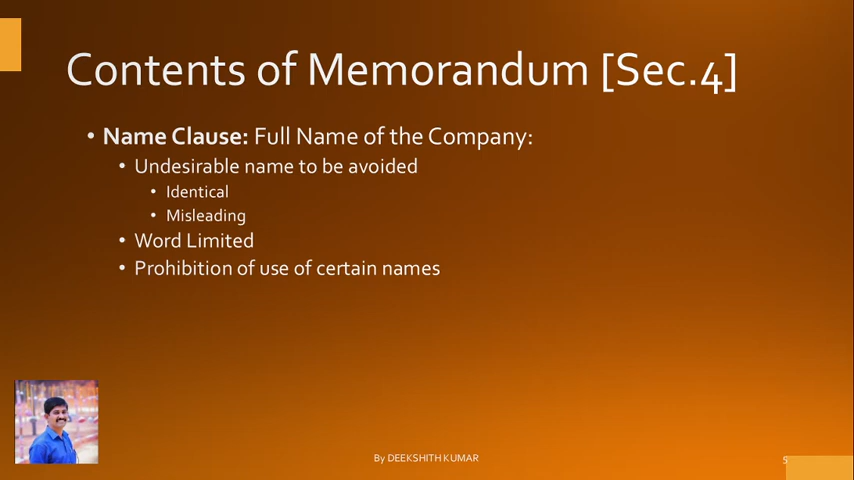 Contents of Memorandum [Sec.4]
• Name Clause: Full Name of the Company:
• Undesirable name to be avoided
• Identical
• Misleading
• Word Limited
• Prohibition of use of certain names
By DEEKSHITH KUMAR
5